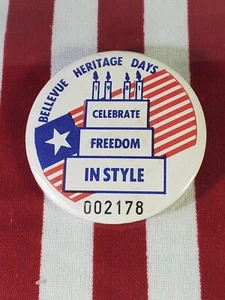 BELLEVUE HERITAGE DAYS
CELEBRATE
FREEDOM
IN STYLE
002178